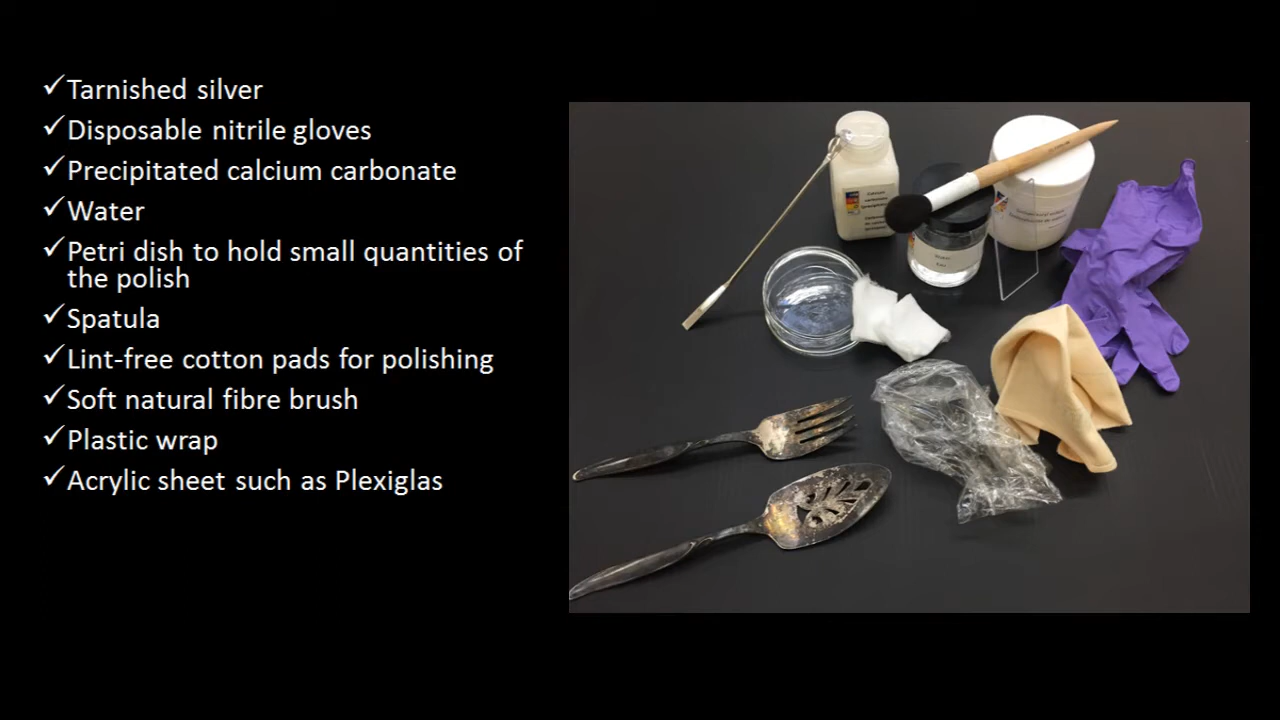 ✓Tarnished silver
✓Disposable nitrile gloves
✓Precipitated calcium carbonate
✓Water
✓Petri dish to hold small quantities of
the polish
✓Spatula
✓Lint-free cotton pads for polishing
✓Soft natural fibre brush
✓Plastic wrap
✓Acrylic sheet such as Plexiglas